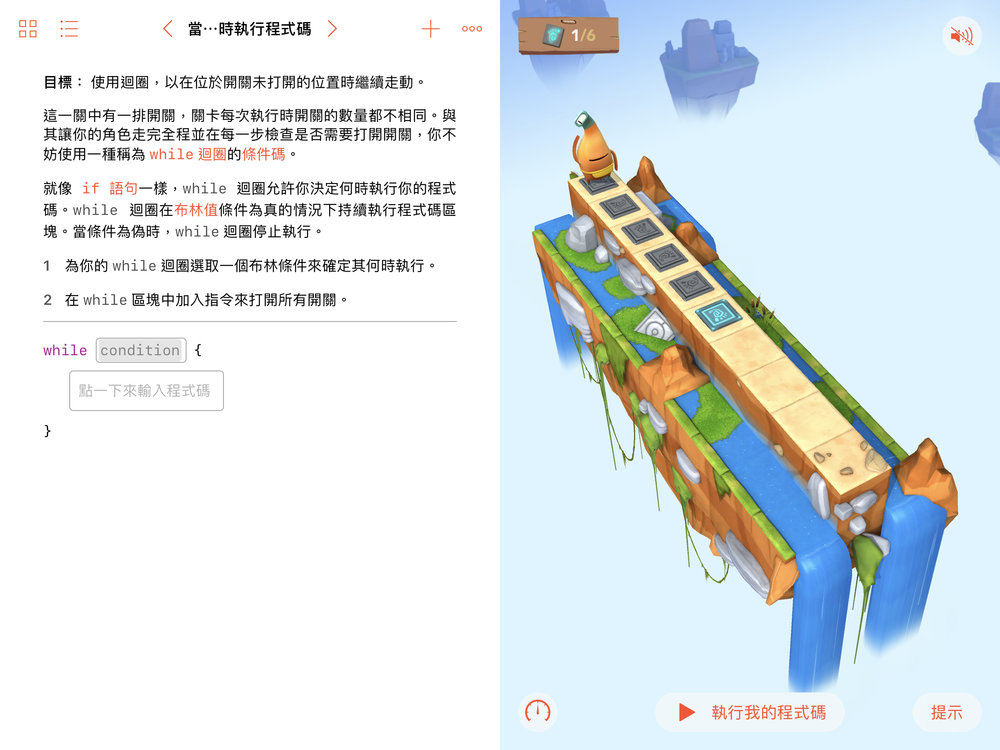 當⋯時執行程式碼
1/6
目標： 使用迴圈，以在位於開關未打開的位置時繼續走動。
這一關中有一排開關，關卡每次執行時開關的數量都不相同。與
其讓你的角色走完全程並在每一步檢查是否需要打開開關，你不
妨使用一種稱為 while 迴圈的條件碼。
就像 if 語句一樣，while 迴圈允許你決定何時執行你的程式
碼。while 迴圈在布林值條件為真的情況下持續執行程式碼區
塊。當條件為偽時，while 迴圈停止執行。
1 為你的 while 迴圈選取一個布林條件來確定其何時執行。
2 在 while 區塊中加入指令來打開所有開關。
while condition {
點一下來輸入程式碼
}
執行我的程式碼
提示